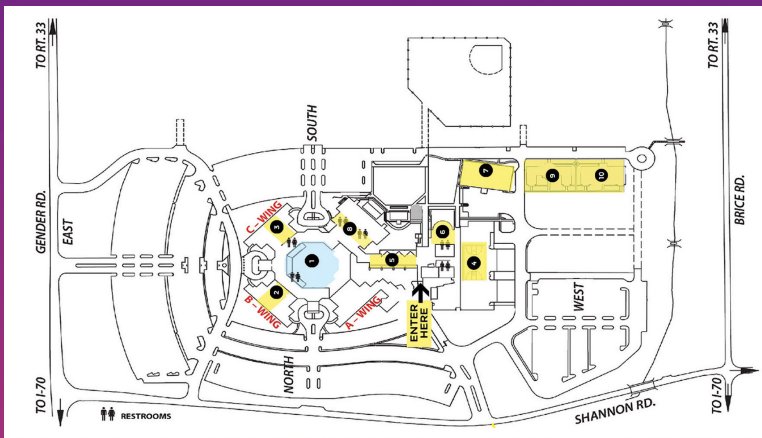 TO RT. 33
GENDER RD.
EAST
TO I-70
SOUTH
C - WING
3
8
1
2
B - WING
A - WING
NORTH
5
6
4
7
9
10
ENTER
HERE
WEST
SHANNON RD.
TO RT. 33
BRICE RD.
TO I-70
RESTROOMS